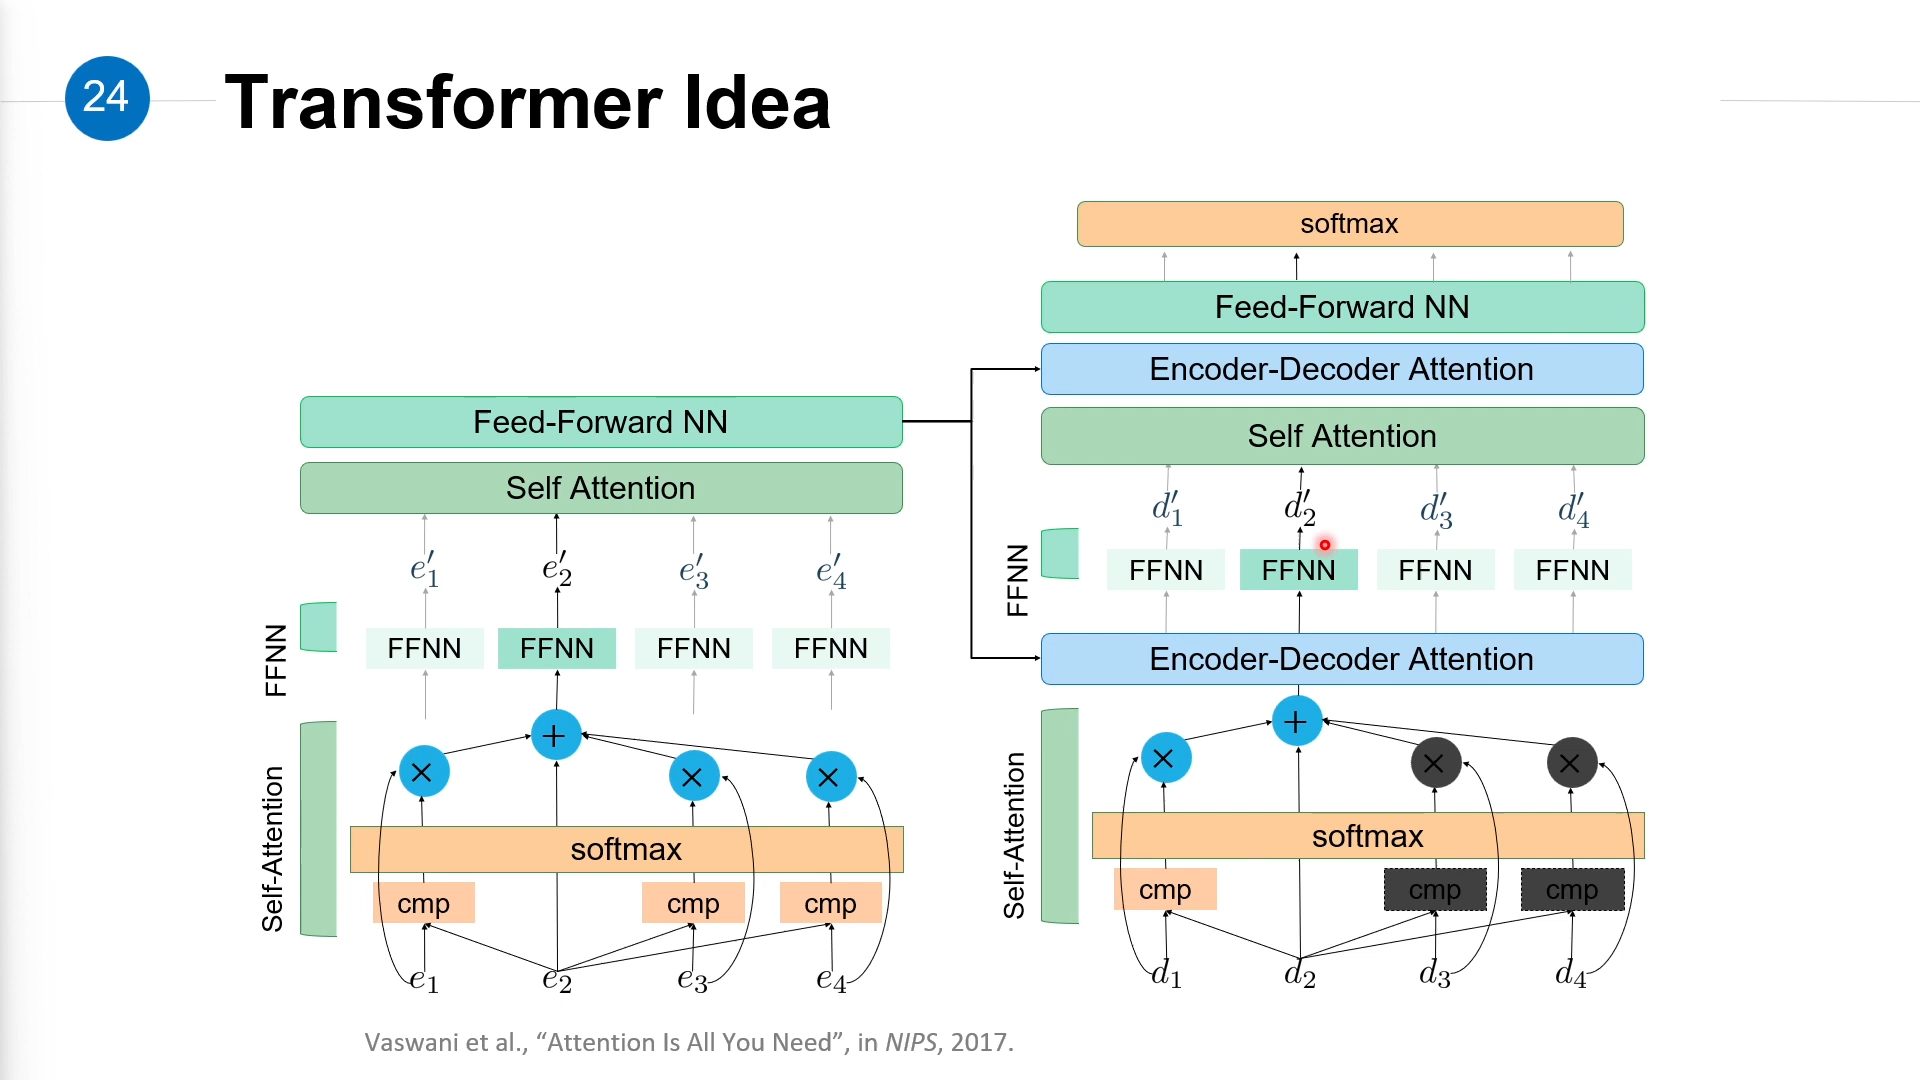 24
Transformer Idea
softmax
Feed-Forward NN
Encoder-Decoder Attention
Self Attention
d′1 d′2 d′3 d′4
FFNN
FFNN FFNN FFNN FFNN
Encoder-Decoder Attention
+
× × ×
Self-Attention
softmax
cmp cmp cmp
d1 d2 d3 d4
Feed-Forward NN
Self Attention
e′1 e′2 e′3 e′4
FFNN
FFNN FFNN FFNN FFNN
+
× × ×
Self-Attention
softmax
cmp cmp cmp
e1 e2 e3 e4
Vaswani et al., “Attention Is All You Need”, in NIPS, 2017.